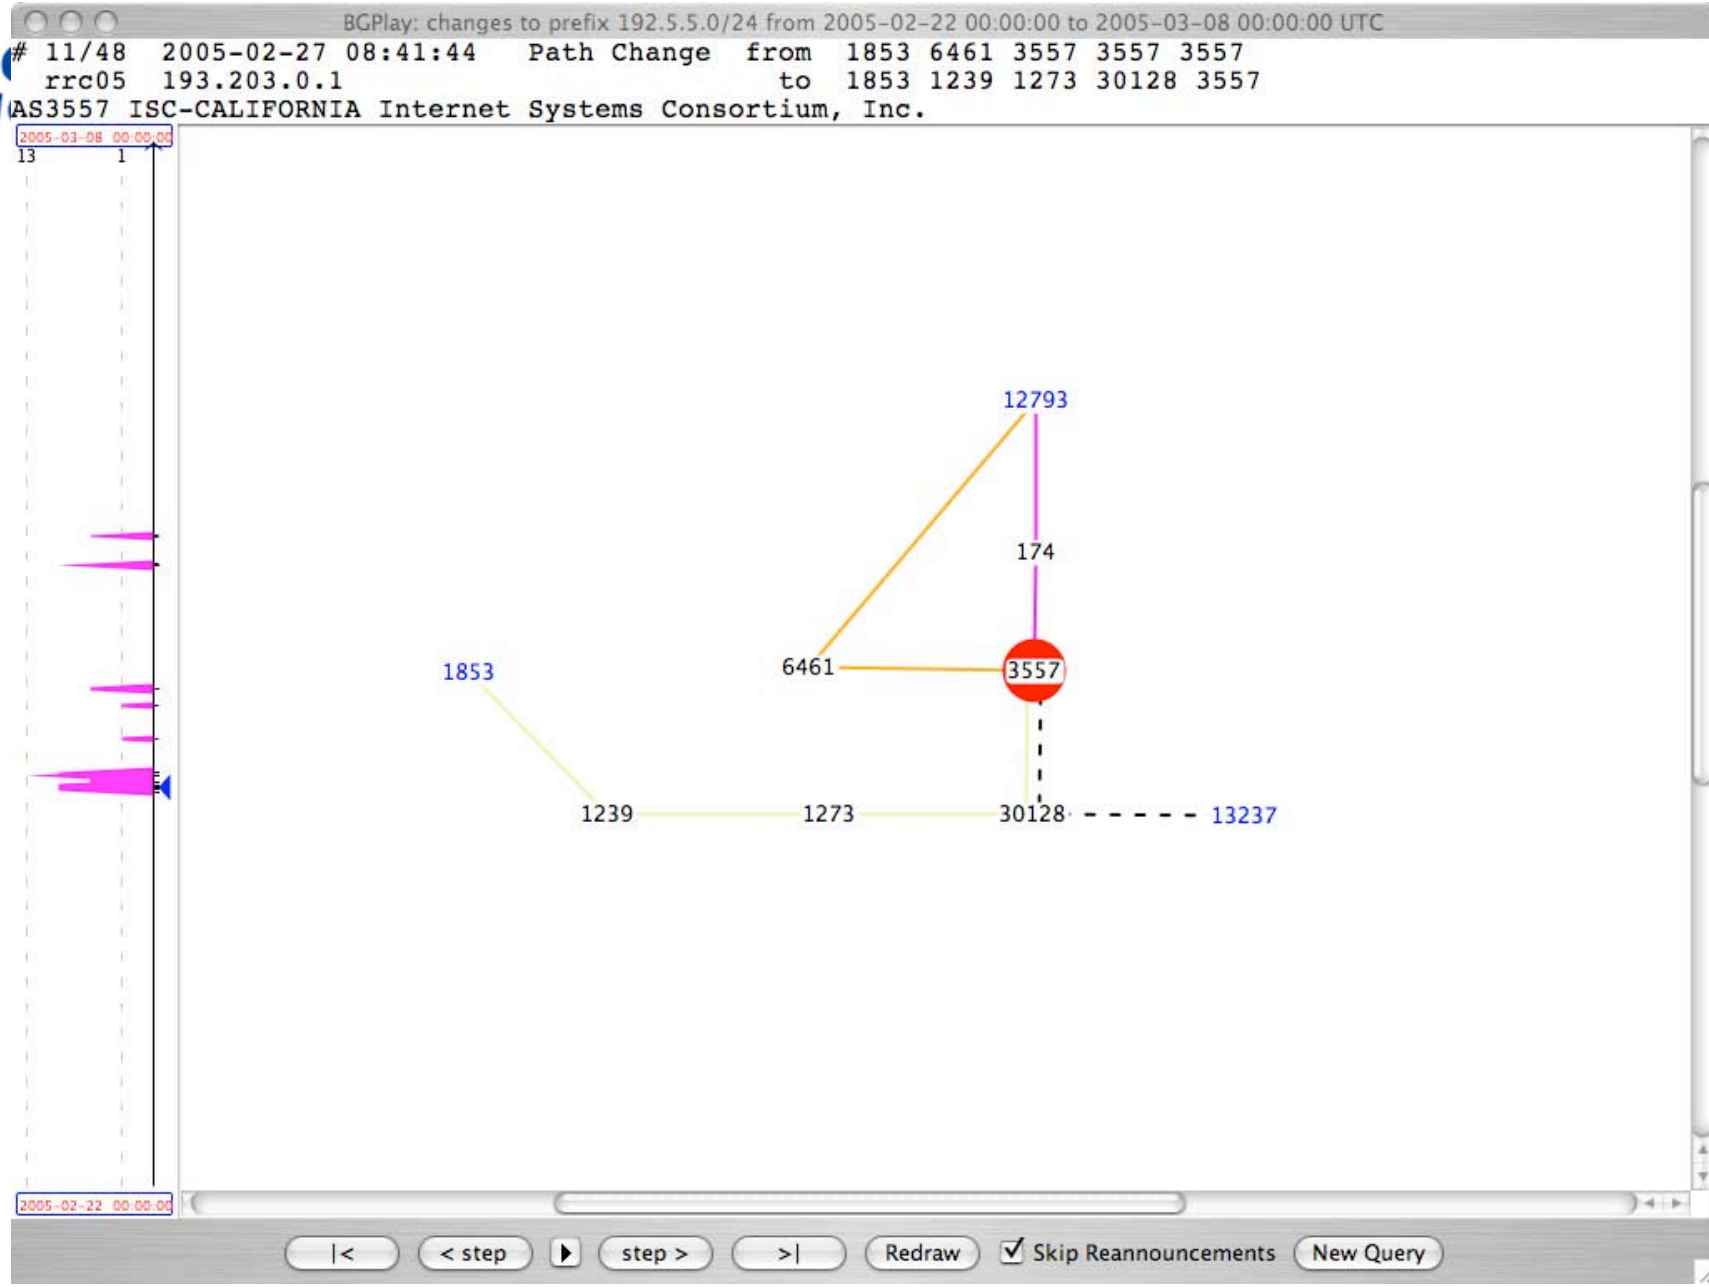 BGPlay: changes to prefix 192.5.5.0/24 from 2005-02-22 00:00:00 to 2005-03-08 00:00:00 UTC
# 11/48 2005-02-27 08:41:44 Path Change from 1853 6461 3557 3557 3557
rrc05 193.203.0.1 to 1853 1239 1273 30128 3557
AS3557 ISC-CALIFORNIA Internet Systems Consortium, Inc.
2005-03-08 00:00:00
13 1
12793
174
6461
3557
1853
1239
1273
30128
13237
2005-02-22 00:00:00
|<
< step
step >
>|
Redraw
Skip Reannouncements
New Query